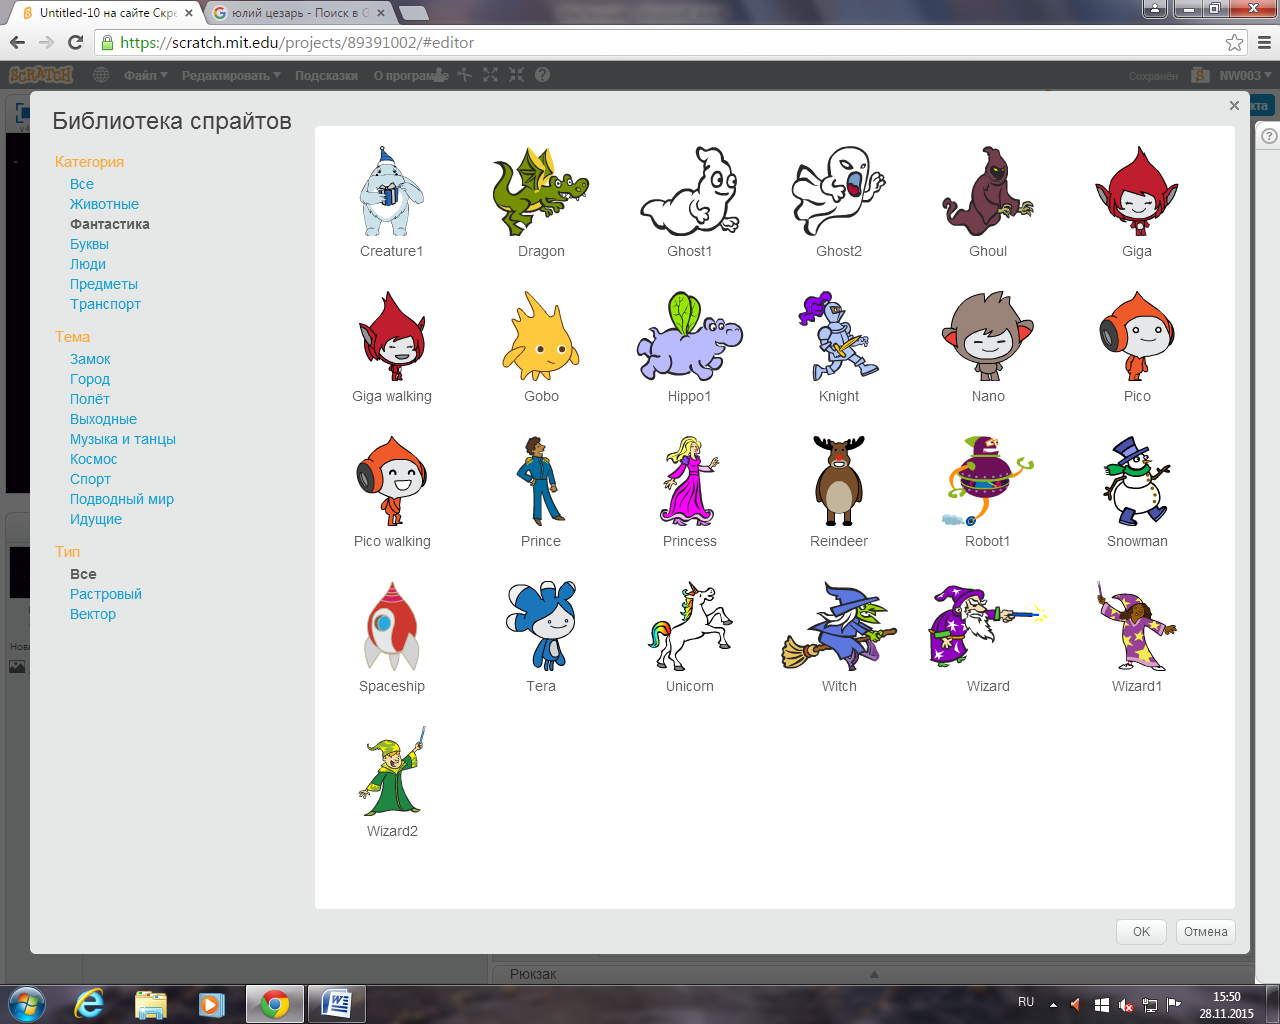 Untitled-10 на сайте Скре
юлий цезарь - Поиск в G
https://scratch.mit.edu/projects/89391002/#editor
SCRATCH Файл Редактировать Подсказки О программе Сохранён NW003
Библиотека спрайтов
Категория
Все
Животные
Фантастика
Буквы
Люди
Предметы
Транспорт
Тема
Замок
Город
Полёт
Выходные
Музыка и танцы
Космос
Спорт
Подводный мир
Идущие
Тип
Все
Растровый
Вектор
Creature1 Dragon Ghost1 Ghost2 Ghoul Giga
Giga walking Gobo Hippo1 Knight Nano Pico
Pico walking Prince Princess Reindeer Robot1 Snowman
Spaceship Tera Unicorn Witch Wizard Wizard1
Wizard2
OK Отмена
Рюкзак
RU 15:50
28.11.2015